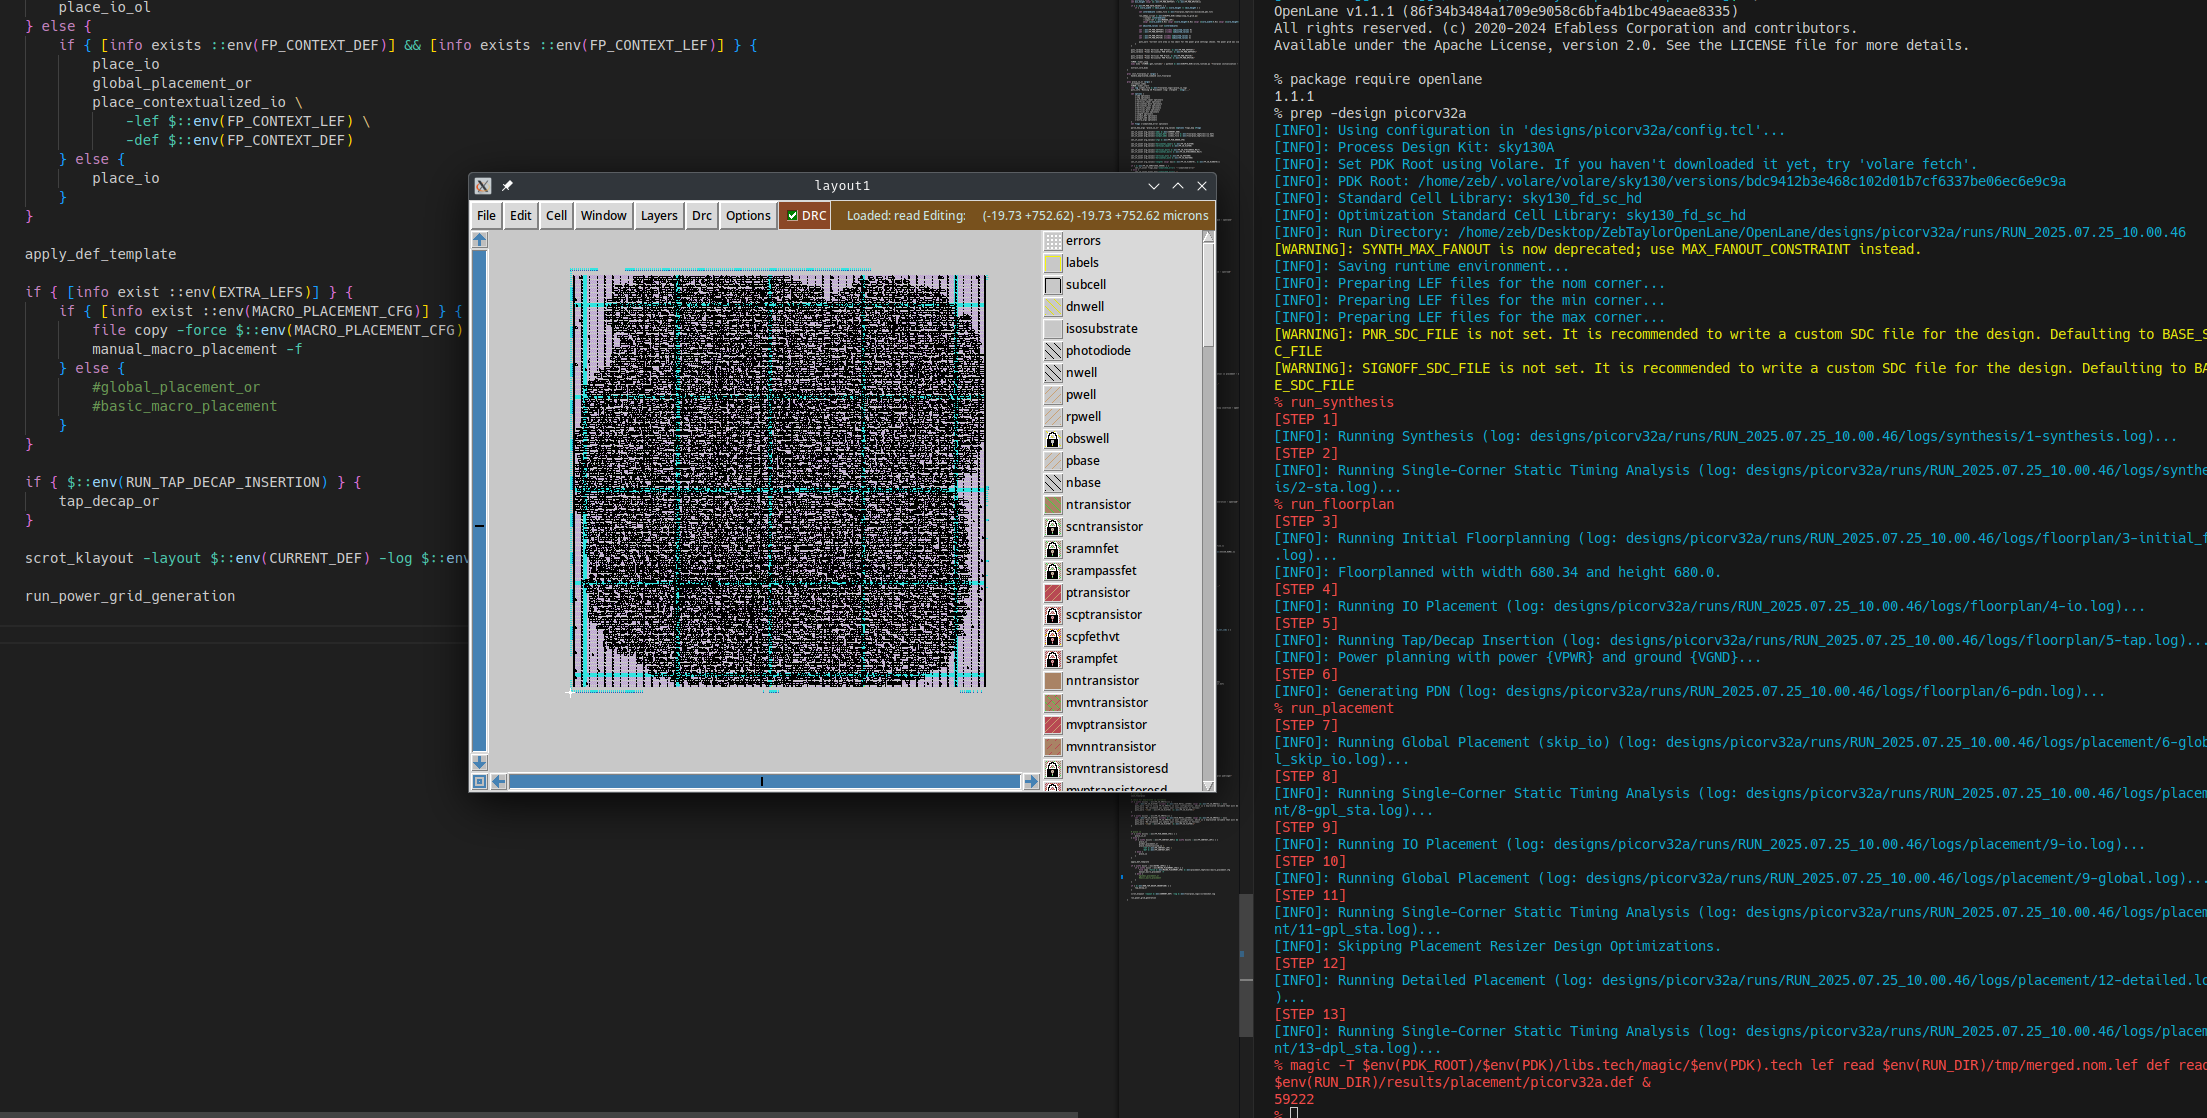 place_io_ol
} else {
if { [info exists ::env(FP_CONTEXT_DEF)] && [info exists ::env(FP_CONTEXT_LEF)] } {
place_io
global_placement_or
place_contextualized_io \
-lef $::env(FP_CONTEXT_LEF) \
-def $::env(FP_CONTEXT_DEF)
} else {
place_io
}
}
apply_def_template
if { [info exist ::env(EXTRA_LEFS)] } {
if { [info exist ::env(MACRO_PLACEMENT_CFG)] } {
file copy -force $::env(MACRO_PLACEMENT_CFG)
manual_macro_placement -f
} else {
#global_placement_or
#basic_macro_placement
}
}
if { $::env(RUN_TAP_DECAP_INSERTION) } {
tap_decap_or
}
scrot_klayout -layout $::env(CURRENT_DEF) -log $::env
run_power_grid_generation
layout1
File Edit Cell Window Layers Drc Options DRC Loaded: read Editing: (-19.73 +752.62) -19.73 +752.62 microns
errors
labels
subcell
dnwell
isosubstrate
photodiode
nwell
pwell
rpwell
obswell
pbase
nbase
ntransistor
scntransistor
sramnfet
srampassfet
ptransistor
scptransistor
scpfethvt
srampfet
nntransistor
mvntransistor
mvptransistor
mvnntransistor
mvntransistoresd
mvptransistoresd
OpenLane v1.1.1 (86f34b3484a1709e9058c6bfa4b1bc49aeae8335)
All rights reserved. (c) 2020-2024 Efabless Corporation and contributors.
Available under the Apache License, version 2.0. See the LICENSE file for more details.
% package require openlane
1.1.1
% prep -design picorv32a
[INFO]: Using configuration in 'designs/picorv32a/config.tcl'...
[INFO]: Process Design Kit: sky130A
[INFO]: Set PDK Root using Volare. If you haven't downloaded it yet, try 'volare fetch'.
[INFO]: PDK Root: /home/zeb/.volare/volare/sky130/versions/bdc9412b3e468c102d01b7cf6337be06ec6e9c9a
[INFO]: Standard Cell Library: sky130_fd_sc_hd
[INFO]: Optimization Standard Cell Library: sky130_fd_sc_hd
[INFO]: Run Directory: /home/zeb/Desktop/ZebTaylorOpenLane/OpenLane/designs/picorv32a/runs/RUN_2025.07.25_10.00.46
[WARNING]: SYNTH_MAX_FANOUT is now deprecated; use MAX_FANOUT_CONSTRAINT instead.
[INFO]: Saving runtime environment...
[INFO]: Preparing LEF files for the nom corner...
[INFO]: Preparing LEF files for the min corner...
[INFO]: Preparing LEF files for the max corner...
[WARNING]: PNR_SDC_FILE is not set. It is recommended to write a custom SDC file for the design. Defaulting to BASE_S
C_FILE
[WARNING]: SIGNOFF_SDC_FILE is not set. It is recommended to write a custom SDC file for the design. Defaulting to BA
E_SDC_FILE
% run_synthesis
[STEP 1]
[INFO]: Running Synthesis (log: designs/picorv32a/runs/RUN_2025.07.25_10.00.46/logs/synthesis/1-synthesis.log)...
[STEP 2]
[INFO]: Running Single-Corner Static Timing Analysis (log: designs/picorv32a/runs/RUN_2025.07.25_10.00.46/logs/synthe
is/2-sta.log)...
% run_floorplan
[STEP 3]
[INFO]: Running Initial Floorplanning (log: designs/picorv32a/runs/RUN_2025.07.25_10.00.46/logs/floorplan/3-initial_f
.log)...
[INFO]: Floorplanned with width 680.34 and height 680.0.
[STEP 4]
[INFO]: Running IO Placement (log: designs/picorv32a/runs/RUN_2025.07.25_10.00.46/logs/floorplan/4-io.log)...
[STEP 5]
[INFO]: Running Tap/Decap Insertion (log: designs/picorv32a/runs/RUN_2025.07.25_10.00.46/logs/floorplan/5-tap.log)...
[INFO]: Power planning with power {VPWR} and ground {VGND}...
[STEP 6]
[INFO]: Generating PDN (log: designs/picorv32a/runs/RUN_2025.07.25_10.00.46/logs/floorplan/6-pdn.log)...
% run_placement
[STEP 7]
[INFO]: Running Global Placement (skip_io) (log: designs/picorv32a/runs/RUN_2025.07.25_10.00.46/logs/placement/6-glob
l_skip_io.log)...
[STEP 8]
[INFO]: Running Single-Corner Static Timing Analysis (log: designs/picorv32a/runs/RUN_2025.07.25_10.00.46/logs/placem
nt/8-gpl_sta.log)...
[STEP 9]
[INFO]: Running IO Placement (log: designs/picorv32a/runs/RUN_2025.07.25_10.00.46/logs/placement/9-io.log)...
[STEP 10]
[INFO]: Running Global Placement (log: designs/picorv32a/runs/RUN_2025.07.25_10.00.46/logs/placement/9-global.log)...
[STEP 11]
[INFO]: Running Single-Corner Static Timing Analysis (log: designs/picorv32a/runs/RUN_2025.07.25_10.00.46/logs/placem
nt/11-gpl_sta.log)...
[INFO]: Skipping Placement Resizer Design Optimizations.
[STEP 12]
[INFO]: Running Detailed Placement (log: designs/picorv32a/runs/RUN_2025.07.25_10.00.46/logs/placement/12-detailed.lo
)...
[STEP 13]
[INFO]: Running Single-Corner Static Timing Analysis (log: designs/picorv32a/runs/RUN_2025.07.25_10.00.46/logs/placem
nt/13-dpl_sta.log)...
% magic -T $env(PDK_ROOT)/$env(PDK)/libs.tech/magic/$env(PDK).tech lef read $env(RUN_DIR)/tmp/merged.nom.lef def read
$env(RUN_DIR)/results/placement/picorv32a.def &
59222
%